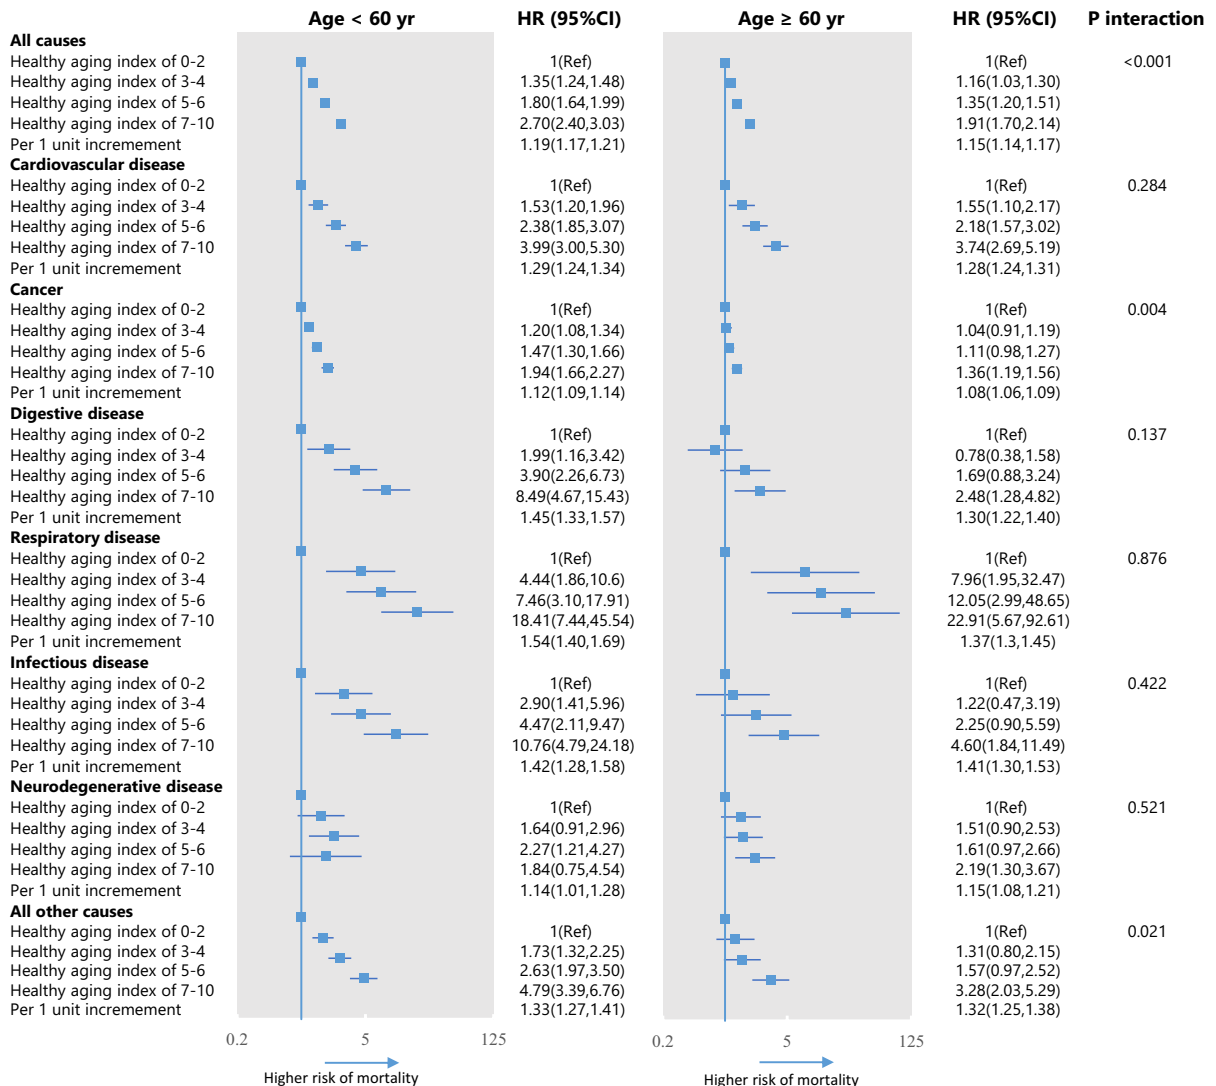 Age < 60 yr HR (95%CI) Age ≥ 60 yr HR (95%CI) P interaction
All causes
Healthy aging index of 0-2 1(Ref) 1(Ref) <0.001
Healthy aging index of 3-4 1.35(1.24,1.48) 1.16(1.03,1.30)
Healthy aging index of 5-6 1.80(1.64,1.99) 1.35(1.20,1.51)
Healthy aging index of 7-10 2.70(2.40,3.03) 1.91(1.70,2.14)
Per 1 unit incremement 1.19(1.17,1.21) 1.15(1.14,1.17)
Cardiovascular disease
Healthy aging index of 0-2 1(Ref) 1(Ref) 0.284
Healthy aging index of 3-4 1.53(1.20,1.96) 1.55(1.10,2.17)
Healthy aging index of 5-6 2.38(1.85,3.07) 2.18(1.57,3.02)
Healthy aging index of 7-10 3.99(3.00,5.30) 3.74(2.69,5.19)
Per 1 unit incremement 1.29(1.24,1.34) 1.28(1.24,1.31)
Cancer
Healthy aging index of 0-2 1(Ref) 1(Ref) 0.004
Healthy aging index of 3-4 1.20(1.08,1.34) 1.04(0.91,1.19)
Healthy aging index of 5-6 1.47(1.30,1.66) 1.11(0.98,1.27)
Healthy aging index of 7-10 1.94(1.66,2.27) 1.36(1.19,1.56)
Per 1 unit incremement 1.12(1.09,1.14) 1.08(1.06,1.09)
Digestive disease
Healthy aging index of 0-2 1(Ref) 1(Ref) 0.137
Healthy aging index of 3-4 1.99(1.16,3.42) 0.78(0.38,1.58)
Healthy aging index of 5-6 3.90(2.26,6.73) 1.69(0.88,3.24)
Healthy aging index of 7-10 8.49(4.67,15.43) 2.48(1.28,4.82)
Per 1 unit incremement 1.45(1.33,1.57) 1.30(1.22,1.40)
Respiratory disease
Healthy aging index of 0-2 1(Ref) 1(Ref) 0.876
Healthy aging index of 3-4 4.44(1.86,10.6) 7.96(1.95,32.47)
Healthy aging index of 5-6 7.46(3.10,17.91) 12.05(2.99,48.65)
Healthy aging index of 7-10 18.41(7.44,45.54) 22.91(5.67,92.61)
Per 1 unit incremement 1.54(1.40,1.69) 1.37(1.3,1.45)
Infectious disease
Healthy aging index of 0-2 1(Ref) 1(Ref) 0.422
Healthy aging index of 3-4 2.90(1.41,5.96) 1.22(0.47,3.19)
Healthy aging index of 5-6 4.47(2.11,9.47) 2.25(0.90,5.59)
Healthy aging index of 7-10 10.76(4.79,24.18) 4.60(1.84,11.49)
Per 1 unit incremement 1.42(1.28,1.58) 1.41(1.30,1.53)
Neurodegenerative disease
Healthy aging index of 0-2 1(Ref) 1(Ref) 0.521
Healthy aging index of 3-4 1.64(0.91,2.96) 1.51(0.90,2.53)
Healthy aging index of 5-6 2.27(1.21,4.27) 1.61(0.97,2.66)
Healthy aging index of 7-10 1.84(0.75,4.54) 2.19(1.30,3.67)
Per 1 unit incremement 1.14(1.01,1.28) 1.15(1.08,1.21)
All other causes
Healthy aging index of 0-2 1(Ref) 1(Ref) 0.021
Healthy aging index of 3-4 1.73(1.32,2.25) 1.31(0.80,2.15)
Healthy aging index of 5-6 2.63(1.97,3.50) 1.57(0.97,2.52)
Healthy aging index of 7-10 4.79(3.39,6.76) 3.28(2.03,5.29)
Per 1 unit incremement 1.33(1.27,1.41) 1.32(1.25,1.38)
0.2 5 125 0.2 5 125
Higher risk of mortality Higher risk of mortality